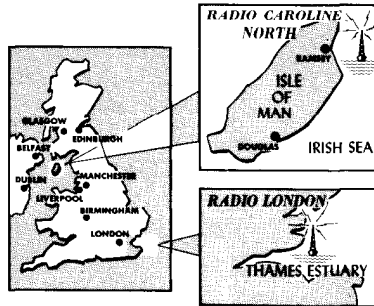 GLASGOW
EDINBURGH
BELFAST
DUBLIN
MANCHESTER
LIVERPOOL
BIRMINGHAM
LONDON
RADIO CAROLINE
NORTH
RAMSEY
ISLE
OF
MAN
DOUGLAS
IRISH SEA
RADIO LONDON
THAMES ESTUARY